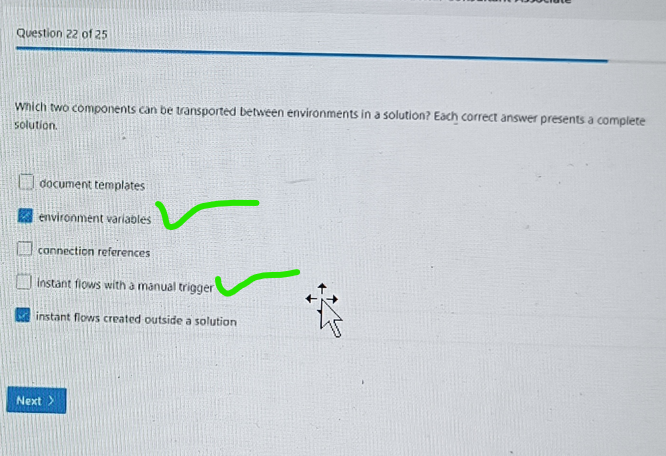 Question 22 of 25
Which two components can be transported between environments in a solution? Each correct answer presents a complete
solution.
document templates
environment variables
connection references
instant flows with a manual trigger
instant flows created outside a solution
Next >